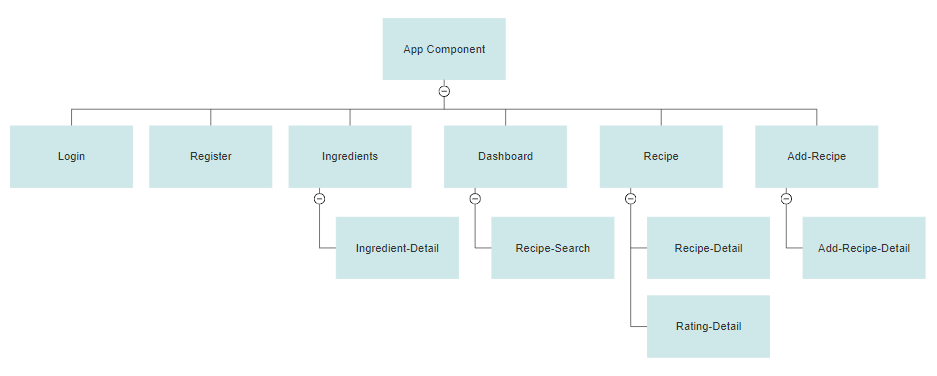 App Component
Login
Register
Ingredients
Dashboard
Recipe
Add-Recipe
Ingredient-Detail
Recipe-Search
Recipe-Detail
Add-Recipe-Detail
Rating-Detail